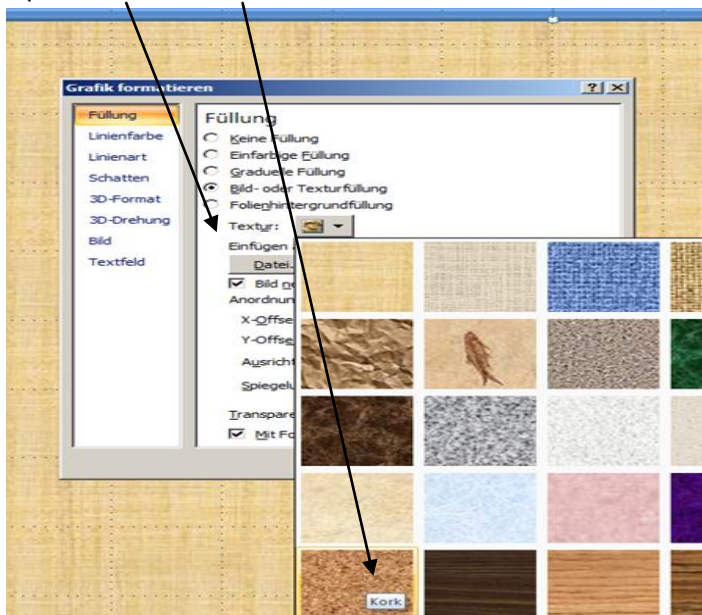 Grafik formatieren
Füllung
Linienfarbe
Linienart
Schatten
3D-Format
3D-Drehung
Bild
Textfeld
Füllung
Keine Füllung
Einfarbige Füllung
Graduelle Füllung
Bild- oder Texturfüllung
Folienhintergrundfüllung
Textur:
Einfügen
Datei.
Bild
Anordnun
X-Offse
Y-Offse
Ausricht
Spiegelu
Transpare
Mit Fo
Kork